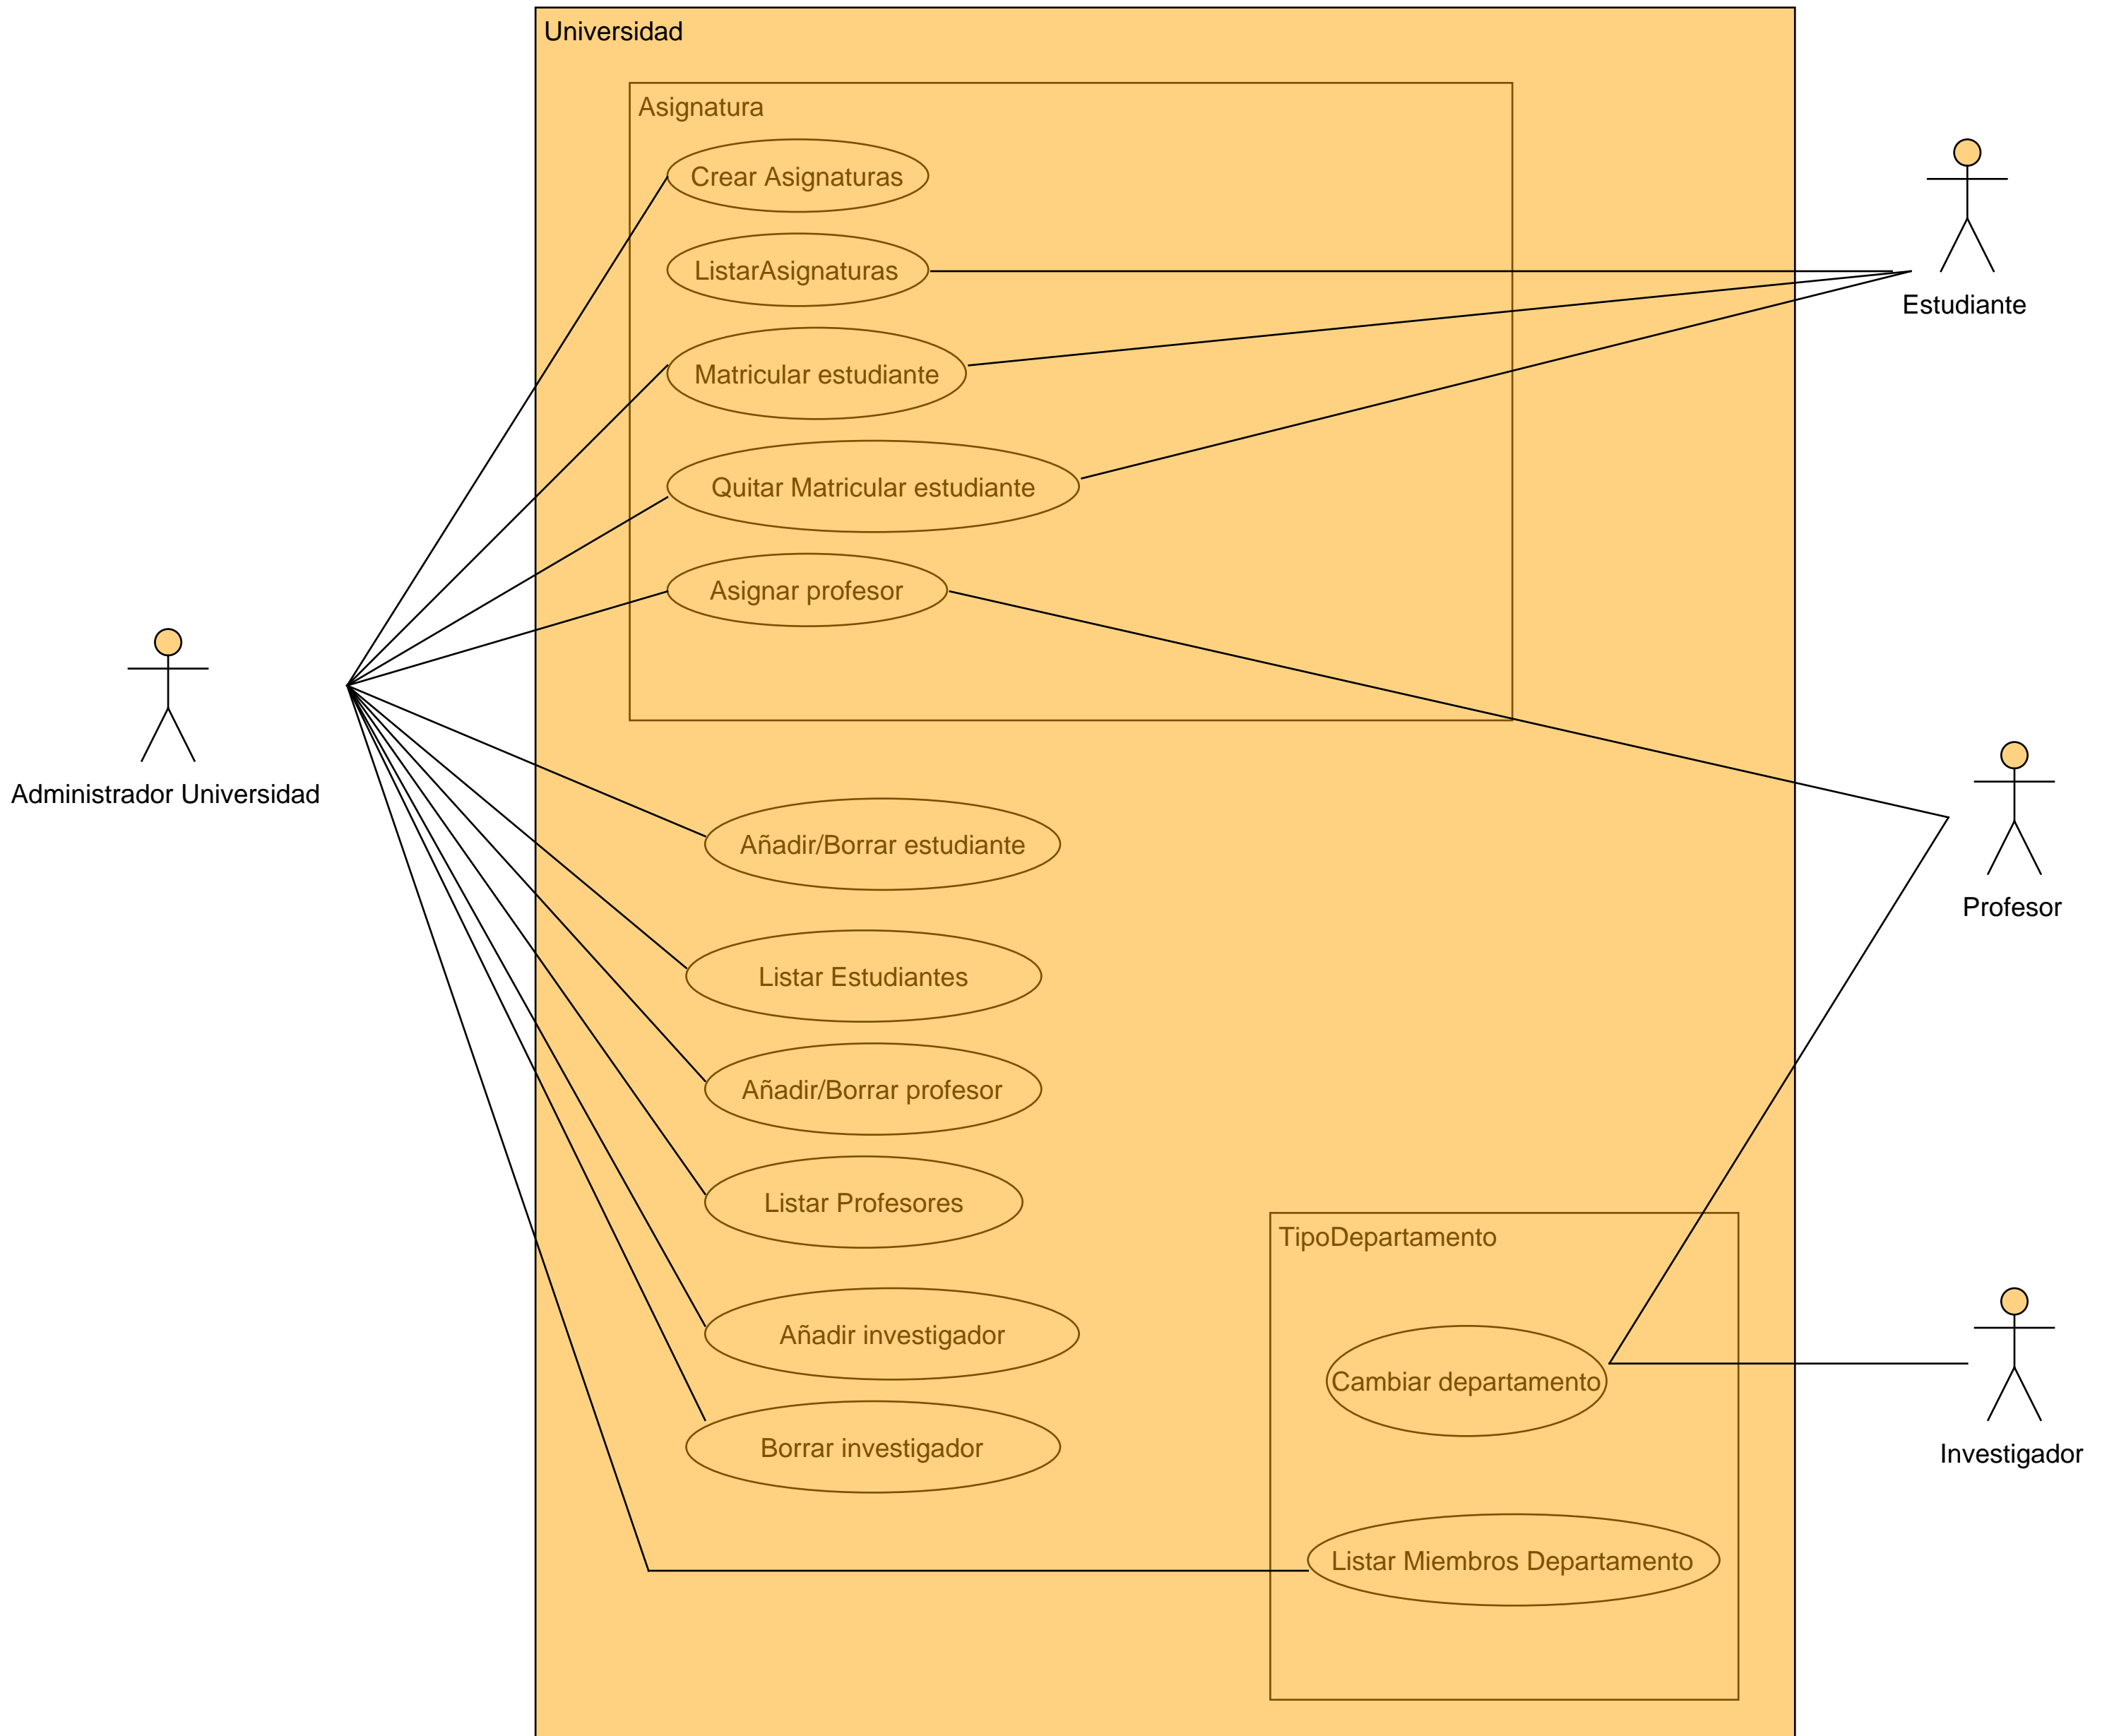 Universidad
Asignatura
Crear Asignaturas
ListarAsignaturas
Estudiante
Matricular estudiante
Quitar Matricular estudiante
Asignar profesor
Administrador Universidad
Añadir/Borrar estudiante
Profesor
Listar Estudiantes
Añadir/Borrar profesor
Listar Profesores
TipoDepartamento
Añadir investigador
Cambiar departamento
Borrar investigador
Investigador
Listar Miembros Departamento